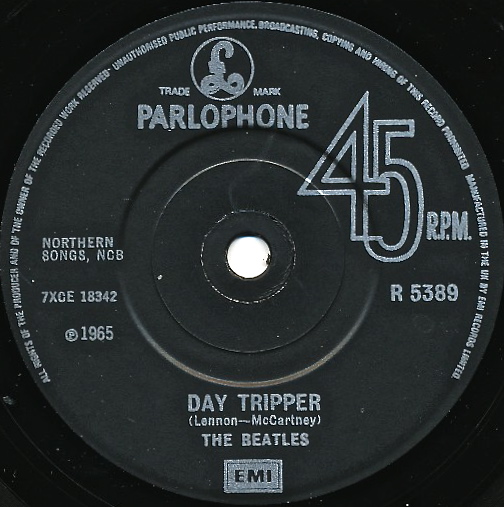 ALL RIGHTS OF THE PRODUCER AND OF THE OWNER OF THE RECORDED WORK RESERVED · UNAUTHORISED PUBLIC PERFORMANCE, BROADCASTING, COPYING AND HIRING OF THIS RECORD PROHIBITED MANUFACTURED IN THE UK BY EMI RECORDS LIMITED.
£
TRADE MARK
PARLOPHONE
45 R.P.M.
NORTHERN
SONGS, NCB
7XCE 18342
R 5389
℗ 1965
DAY TRIPPER
(Lennon—McCartney)
THE BEATLES
EMI